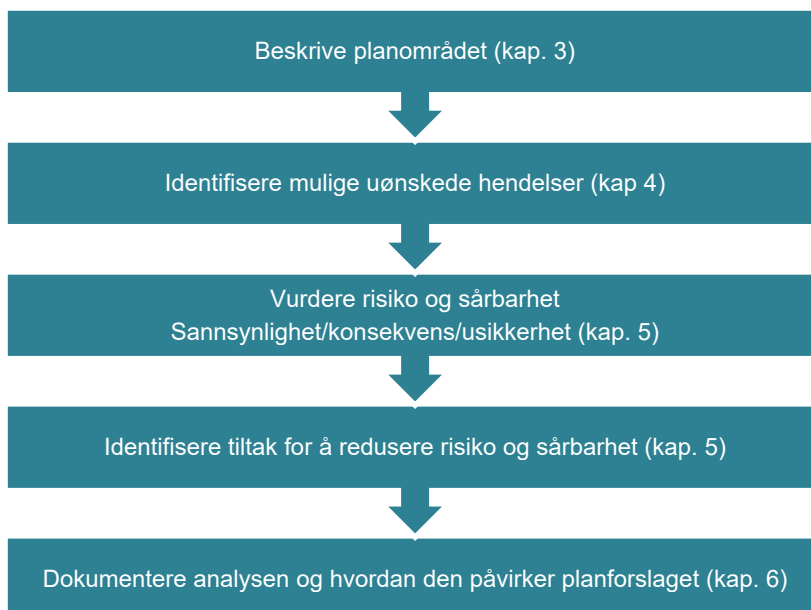 Beskrive planområdet (kap. 3)
Identifisere mulige uønskede hendelser (kap 4)
Vurdere risiko og sårbarhet
Sannsynlighet/konsekvens/usikkerhet (kap. 5)
Identifisere tiltak for å redusere risiko og sårbarhet (kap. 5)
Dokumentere analysen og hvordan den påvirker planforslaget (kap. 6)